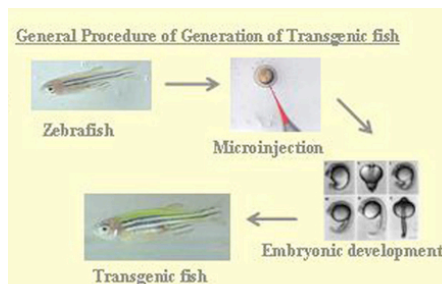 General Procedure of Generation of Transgenic fish
Zebrafish
Microinjection
Embryonic development
Transgenic fish